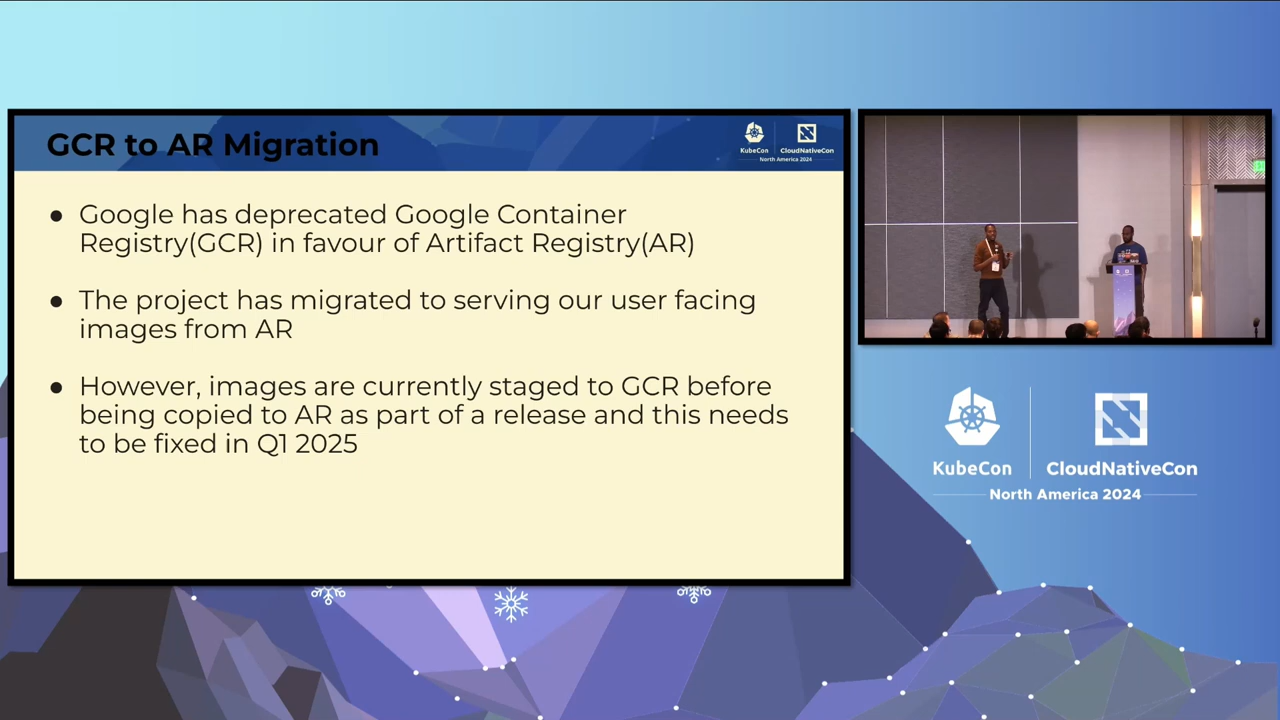 GCR to AR Migration
KubeCon
CloudNativeCon
North America 2024
● Google has deprecated Google Container
Registry(GCR) in favour of Artifact Registry(AR)
● The project has migrated to serving our user facing
images from AR
● However, images are currently staged to GCR before
being copied to AR as part of a release and this needs
to be fixed in Q1 2025
KubeCon
CloudNativeCon
North America 2024